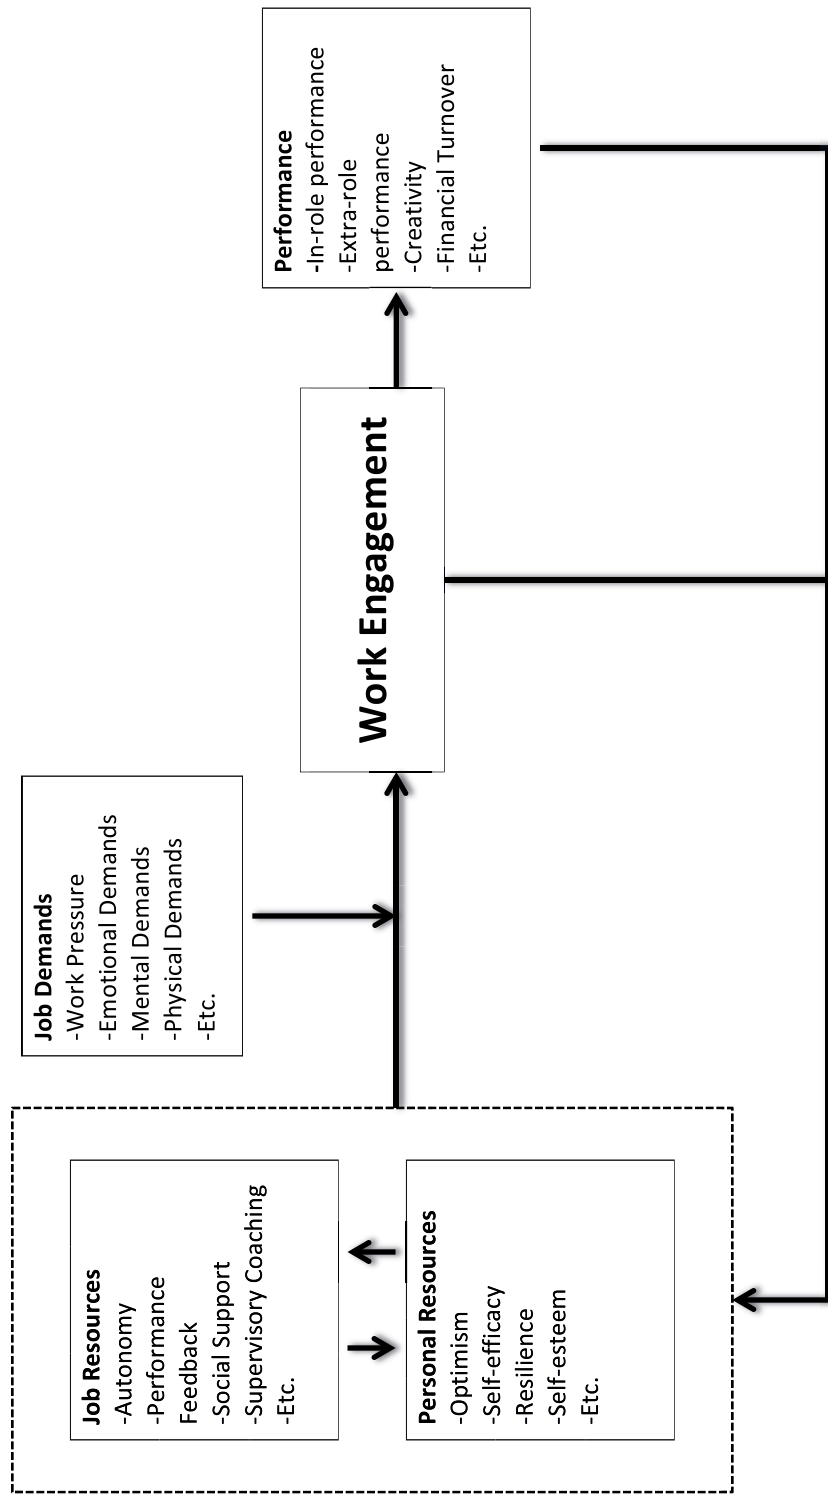 Job Resources
-Autonomy
-Performance
Feedback
-Social Support
-Supervisory Coaching
-Etc.
Personal Resources
-Optimism
-Self-efficacy
-Resilience
-Self-esteem
-Etc.
Job Demands
-Work Pressure
-Emotional Demands
-Mental Demands
-Physical Demands
-Etc.
Work Engagement
Performance
-In-role performance
-Extra-role
performance
-Creativity
-Financial Turnover
-Etc.